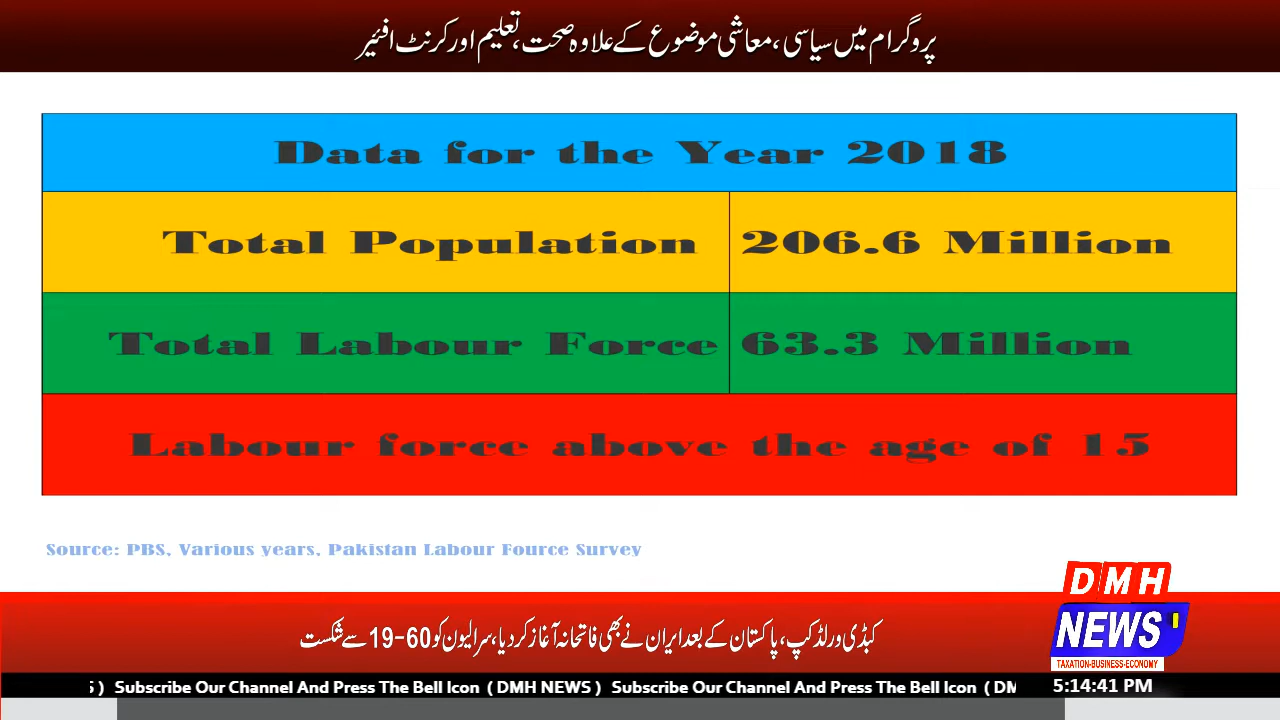 پروگرام میں سیاسی ، معاشی موضوع کے علاوہ صحت ، تعلیم اور کرنٹ افئیر
Data for the Year 2018
Total Population 206.6 Million
Total Labour Force 63.3 Million
Labour force above the age of 15
Source: PBS, Various years, Pakistan Labour Fource Survey
DMH
NEWS
TAXATION-BUSINESS-ECONOMY
کبڈی ورلڈ کپ، پاکستان کے بعد ایران نے بھی فاتحانہ آغاز کر دیا، سرالیون کو 60-19 سے شکست
S ) Subscribe Our Channel And Press The Bell Icon ( DMH NEWS ) Subscribe Our Channel And Press The Bell Icon ( DM
5:14:41 PM